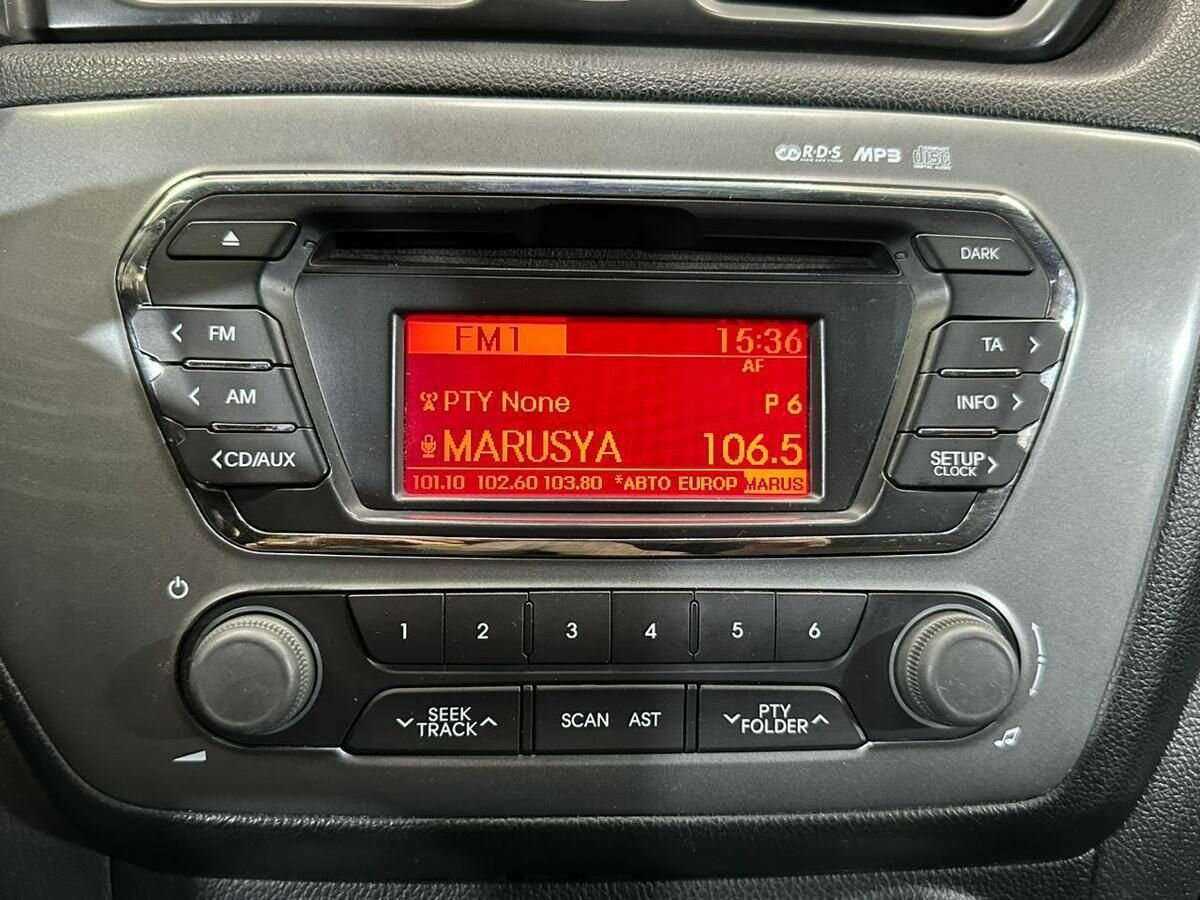 R·D·S MP3 disc
DARK
FM
AM
CD/AUX
FM1 15:36
AF
PTY None P 6
MARUSYA 106.5
101.10 102.60 103.80 *АВТО EUROP MARUS
TA
INFO
SETUP
CLOCK
1 2 3 4 5 6
SEEK
TRACK
SCAN AST
PTY
FOLDER